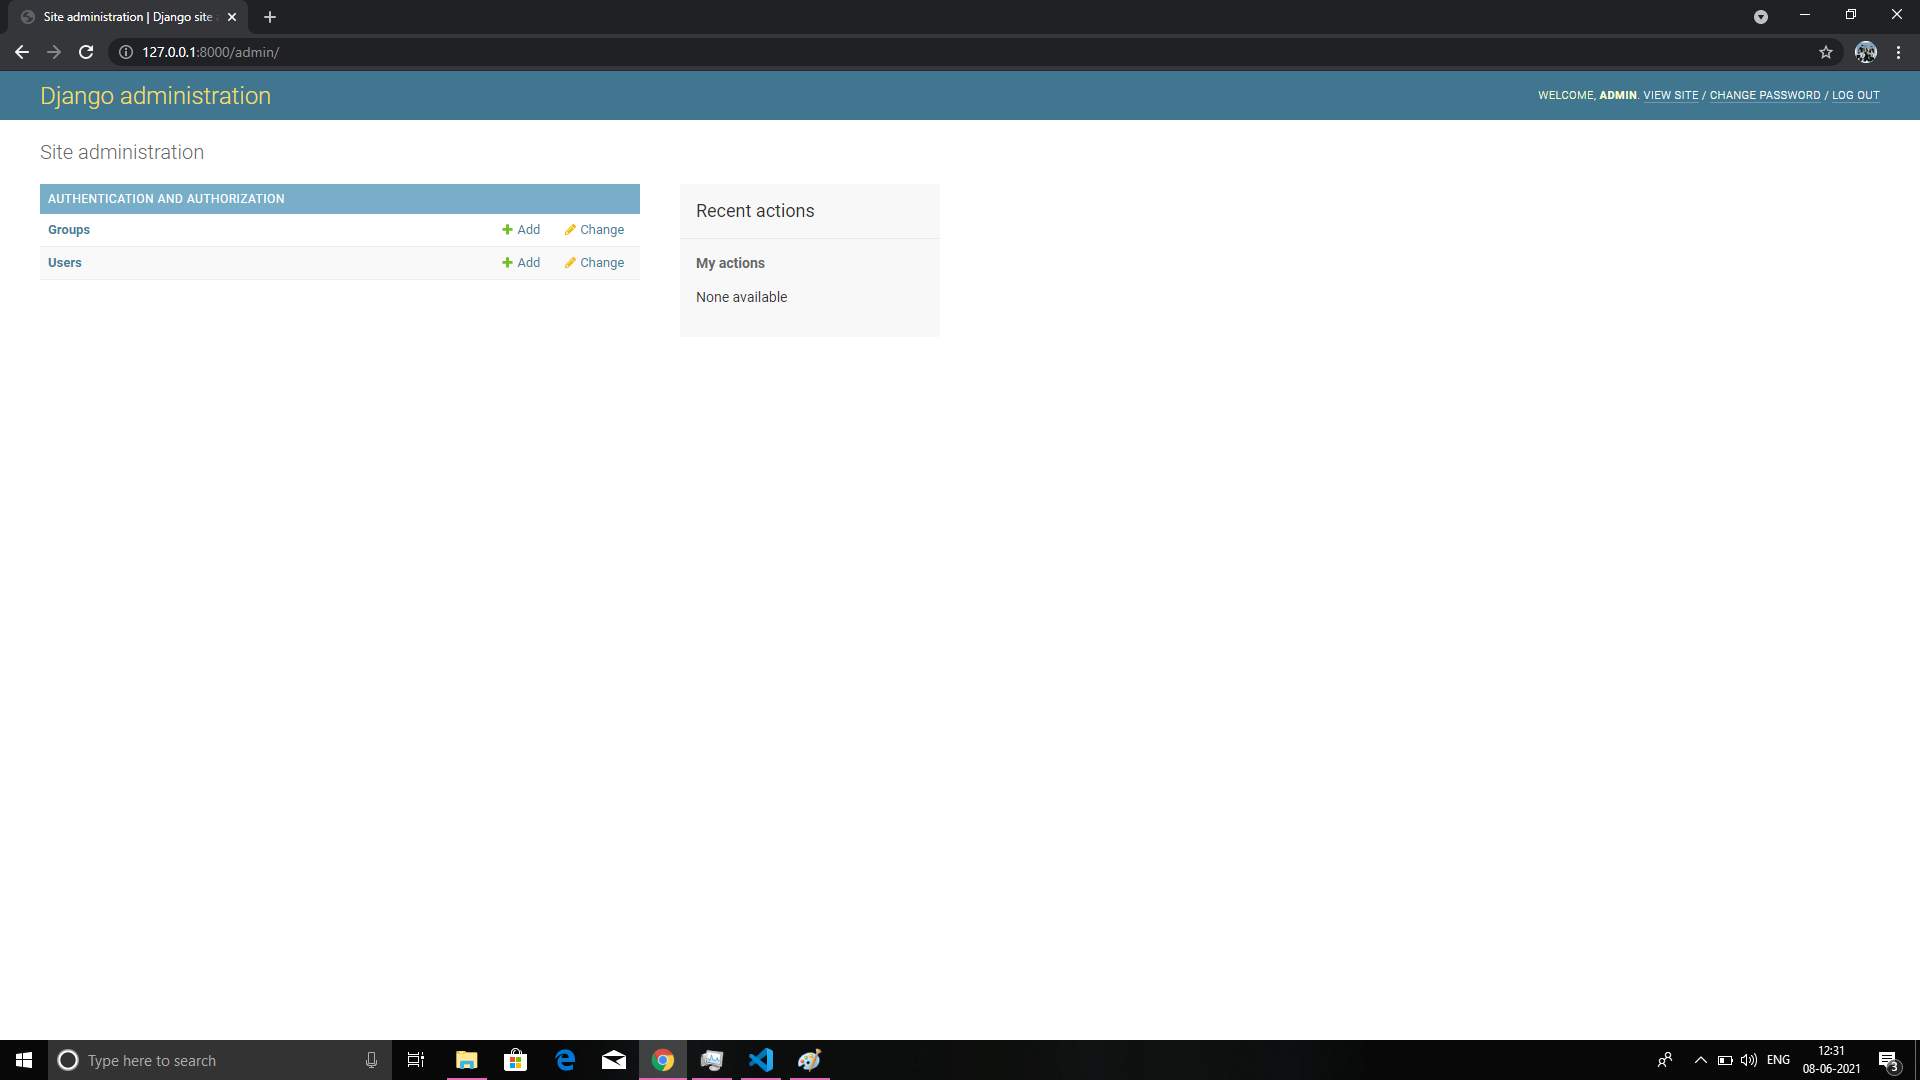 Site administration | Django site
127.0.0.1:8000/admin/
Django administration
WELCOME, ADMIN. VIEW SITE / CHANGE PASSWORD / LOG OUT
Site administration
AUTHENTICATION AND AUTHORIZATION
Groups Add Change
Users Add Change
Recent actions
My actions
None available
Type here to search
ENG
12:31
08-06-2021
3